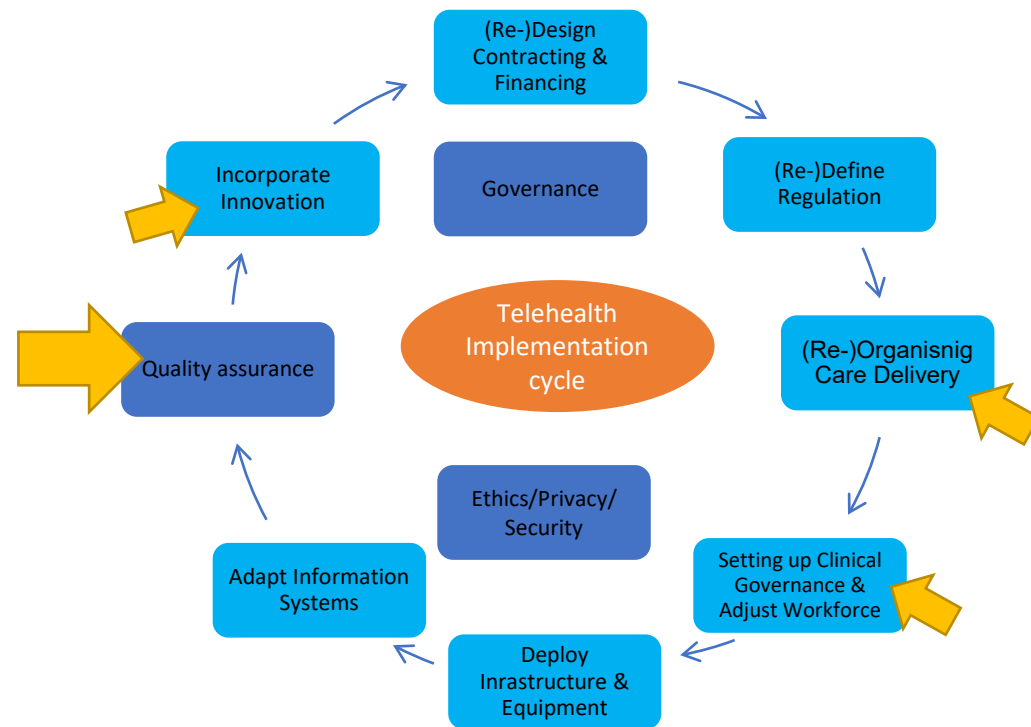 (Re-)Design
Contracting &
Financing
Incorporate
Innovation
Governance
(Re-)Define
Regulation
Telehealth
Implementation
cycle
Quality assurance
(Re-)Organisnig
Care Delivery
Ethics/Privacy/
Security
Adapt Information
Systems
Setting up Clinical
Governance &
Adjust Workforce
Deploy
Inrastructure &
Equipment